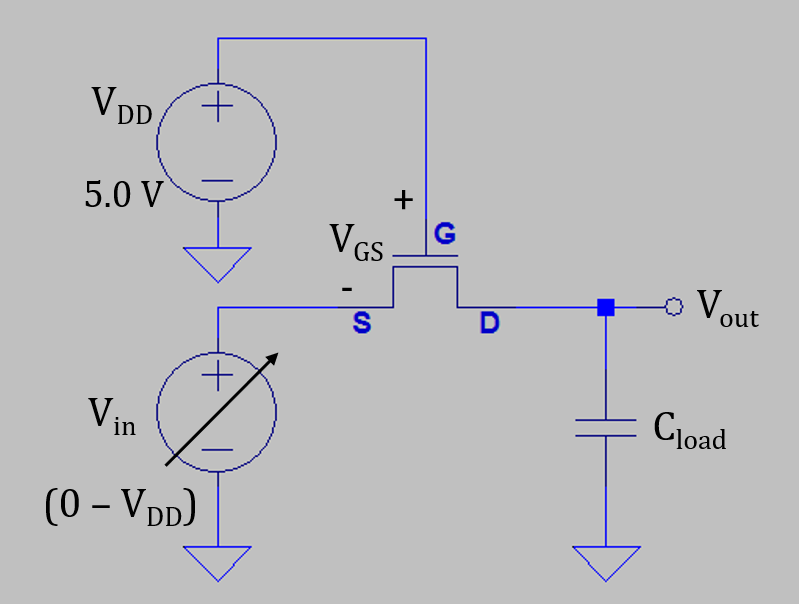 VDD
5.0 V
+
VGS
G
-
S
D
Vout
Vin
(0 – VDD)
Cload